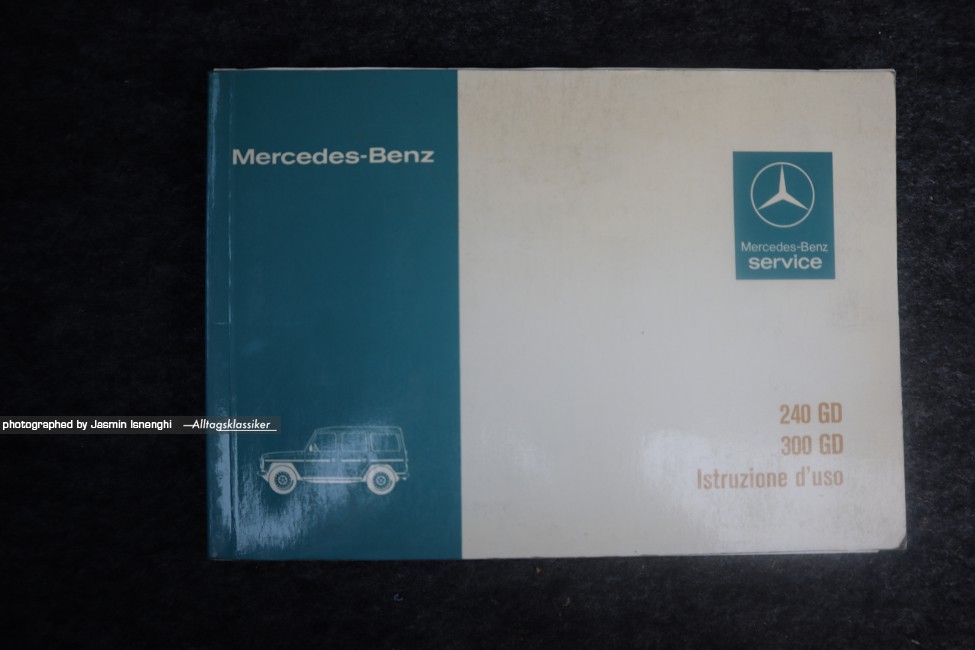 Mercedes-Benz
Mercedes-Benz
service
240 GD
300 GD
Istruzione d'uso
photographed by Jasmin Isnenghi —Alltagsklassiker